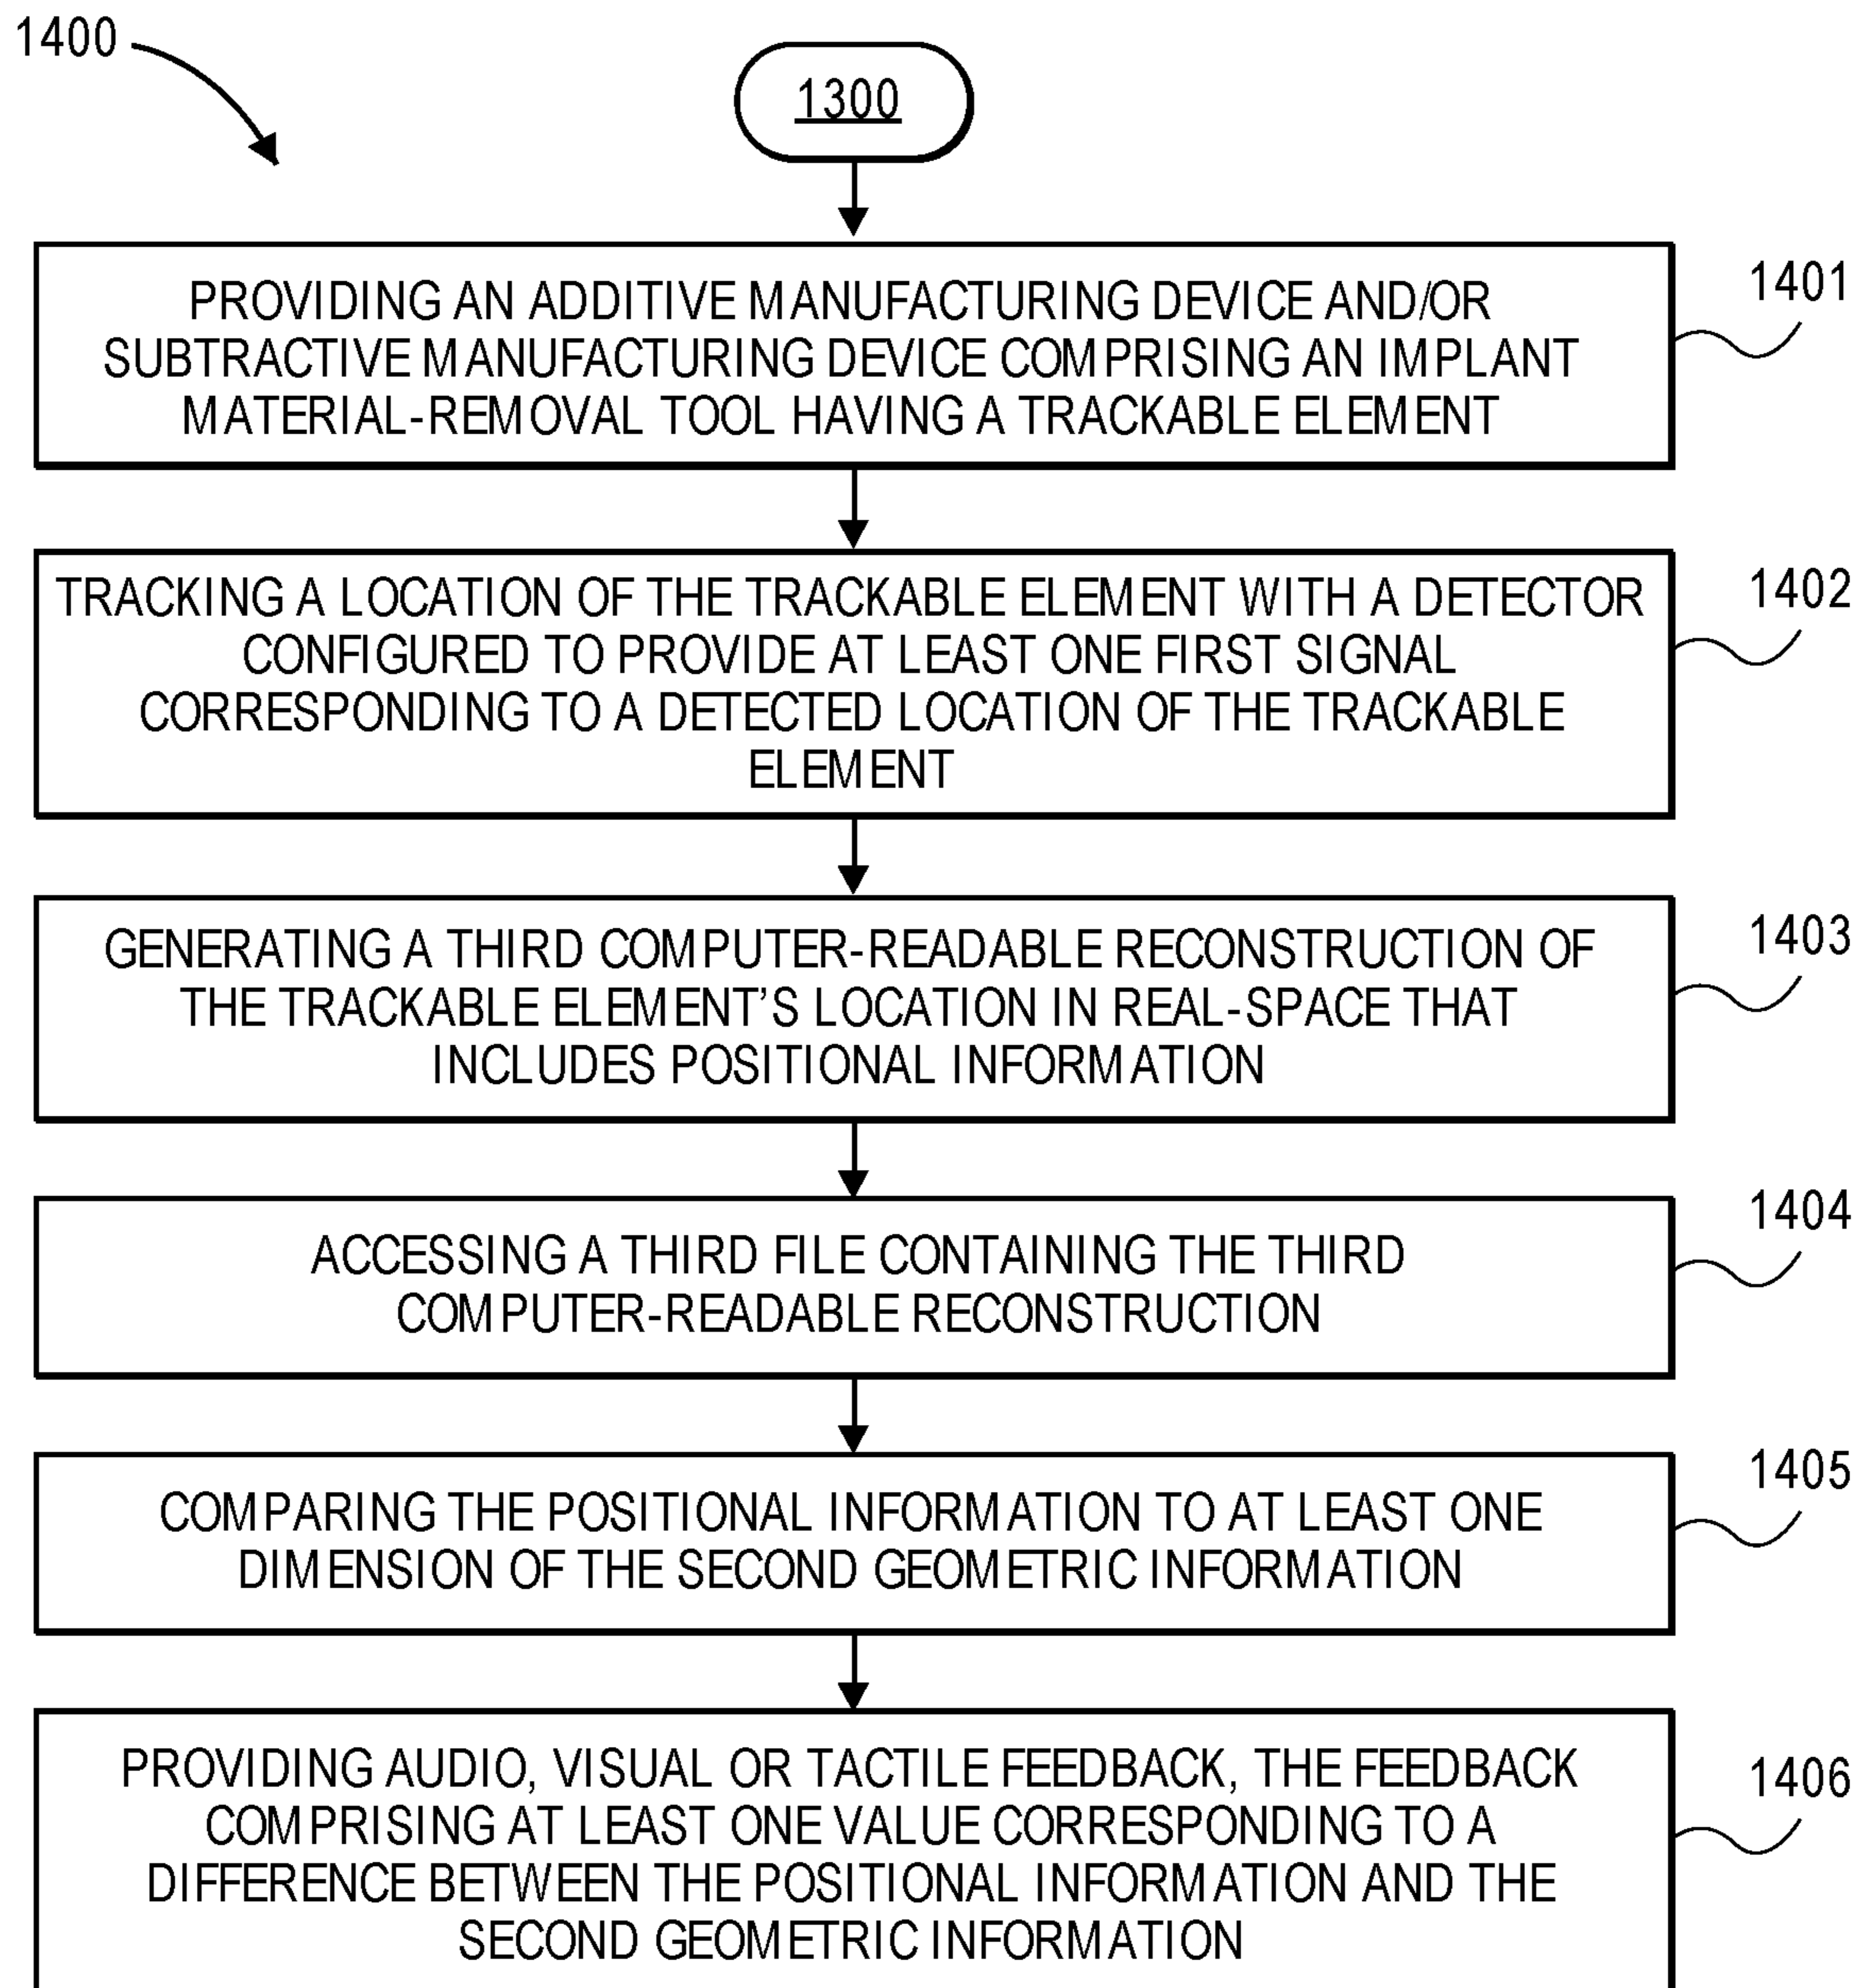 1400
1300
PROVIDING AN ADDITIVE MANUFACTURING DEVICE AND/OR
SUBTRACTIVE MANUFACTURING DEVICE COMPRISING AN IMPLANT
MATERIAL-REMOVAL TOOL HAVING A TRACKABLE ELEMENT
1401
TRACKING A LOCATION OF THE TRACKABLE ELEMENT WITH A DETECTOR
CONFIGURED TO PROVIDE AT LEAST ONE FIRST SIGNAL
CORRESPONDING TO A DETECTED LOCATION OF THE TRACKABLE
ELEMENT
1402
GENERATING A THIRD COMPUTER-READABLE RECONSTRUCTION OF
THE TRACKABLE ELEMENT’S LOCATION IN REAL-SPACE THAT
INCLUDES POSITIONAL INFORMATION
1403
ACCESSING A THIRD FILE CONTAINING THE THIRD
COMPUTER-READABLE RECONSTRUCTION
1404
COMPARING THE POSITIONAL INFORMATION TO AT LEAST ONE
DIMENSION OF THE SECOND GEOMETRIC INFORMATION
1405
PROVIDING AUDIO, VISUAL OR TACTILE FEEDBACK, THE FEEDBACK
COMPRISING AT LEAST ONE VALUE CORRESPONDING TO A
DIFFERENCE BETWEEN THE POSITIONAL INFORMATION AND THE
SECOND GEOMETRIC INFORMATION
1406